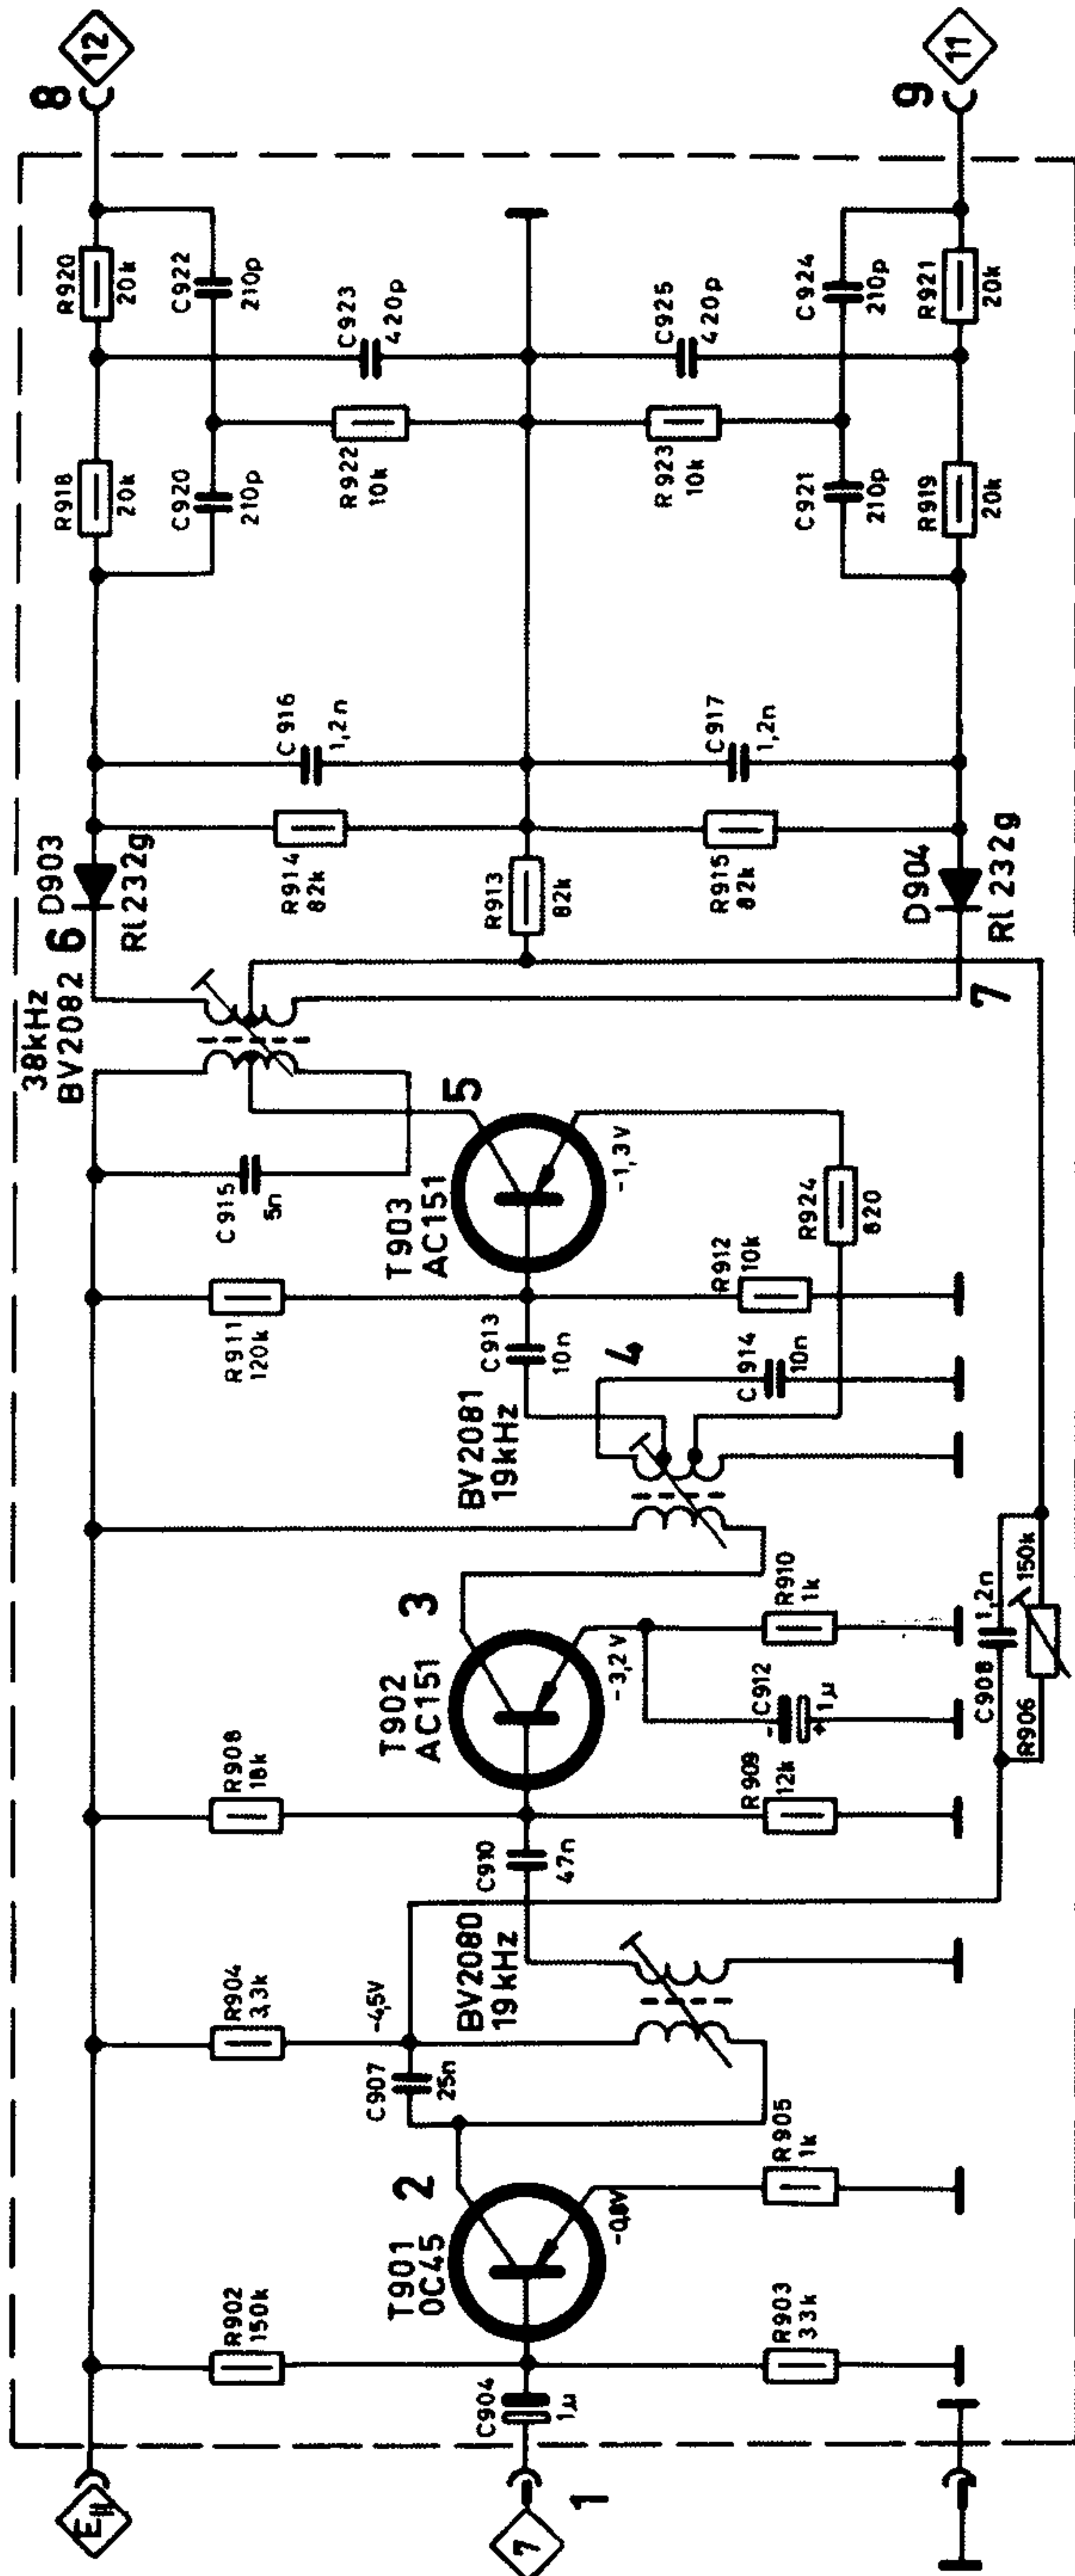 E_H
7
1
C904
1µ
R902
150k
T901
OC45
2
-0,8V
R903
33k
R905
1k
C907
25n
R904
3,3k
-4,5V
BV2080
19kHz
C910
47n
R908
18k
T902
AC151
3
-3,2V
R909
12k
C912
-
+
1µ
R910
1k
R906
150k
C908
1,2n
BV2081
19kHz
4
C914
10n
C913
10n
R911
120k
T903
AC151
5
-1,3V
R912
10k
R924
820
C915
5n
38kHz
BV2082
6
D903
RL232g
7
D904
RL232g
R913
82k
R914
82k
R915
82k
C916
1,2n
C917
1,2n
R918
20k
C920
210p
R922
10k
R923
10k
C921
210p
R919
20k
R920
20k
C922
210p
C923
420p
C925
420p
C924
210p
R921
20k
8
12
9
11